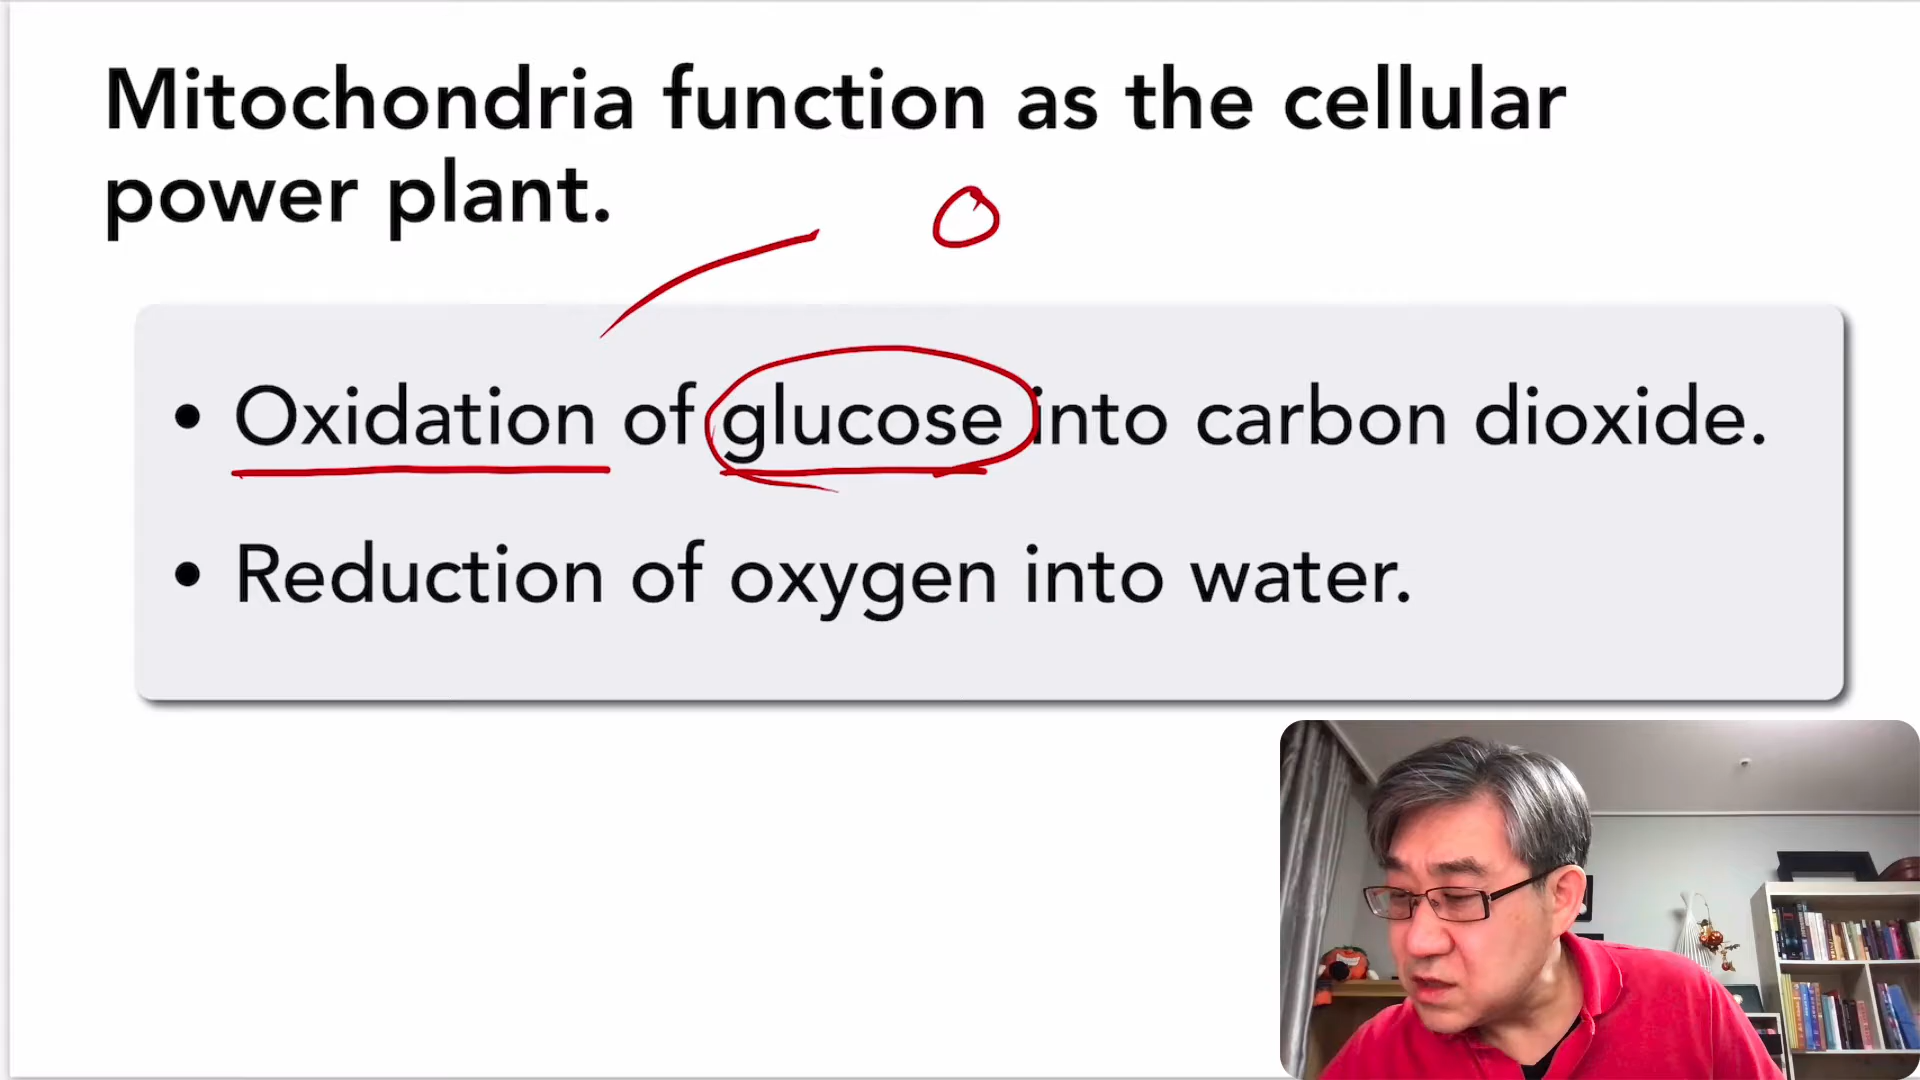 Mitochondria function as the cellular
power plant.
O
• Oxidation of glucose into carbon dioxide.
• Reduction of oxygen into water.